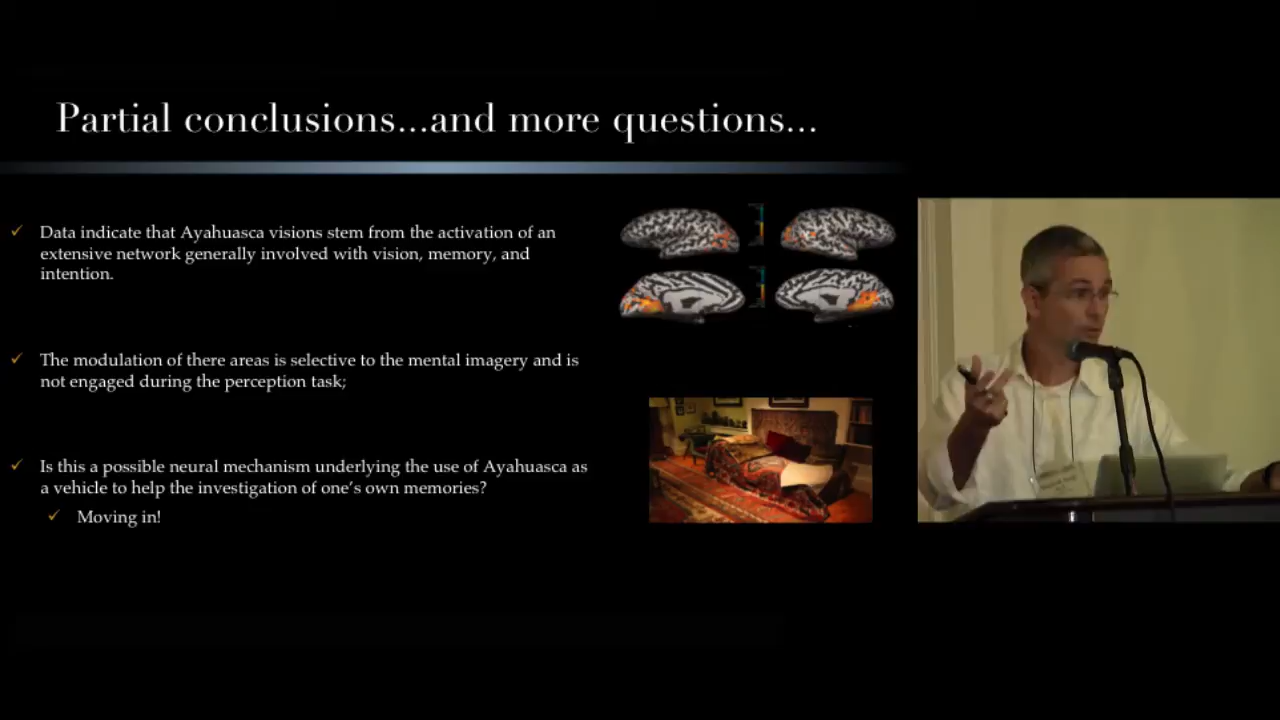 Partial conclusions...and more questions...
Data indicate that Ayahuasca visions stem from the activation of an
extensive network generally involved with vision, memory, and
intention.
The modulation of there areas is selective to the mental imagery and is
not engaged during the perception task;
Is this a possible neural mechanism underlying the use of Ayahuasca as
a vehicle to help the investigation of one's own memories?
Moving in!